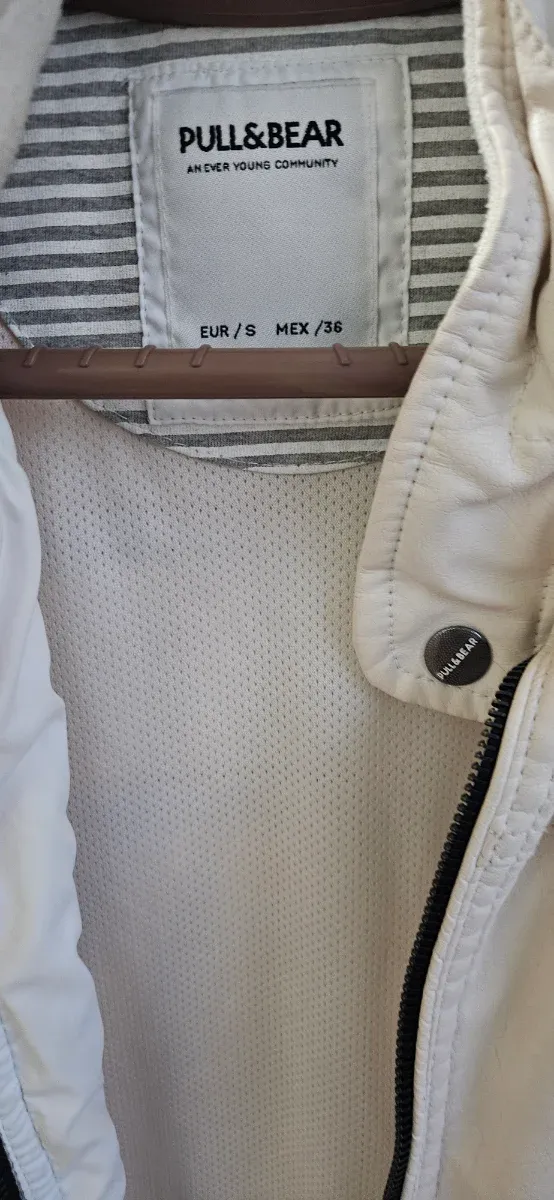 PULL&BEAR
AN EVER YOUNG COMMUNITY
EUR / S MEX /36
PULL&BEAR